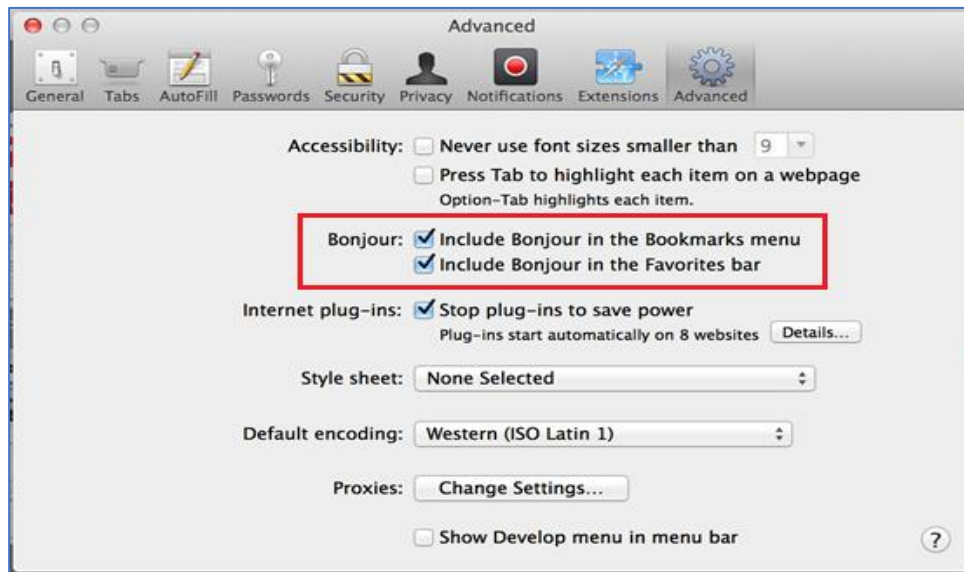 Advanced
General Tabs AutoFill Passwords Security Privacy Notifications Extensions Advanced
Accessibility: Never use font sizes smaller than 9
Press Tab to highlight each item on a webpage
Option-Tab highlights each item.
Bonjour: Include Bonjour in the Bookmarks menu
Include Bonjour in the Favorites bar
Internet plug-ins: Stop plug-ins to save power
Plug-ins start automatically on 8 websites Details...
Style sheet: None Selected
Default encoding: Western (ISO Latin 1)
Proxies: Change Settings...
Show Develop menu in menu bar
?